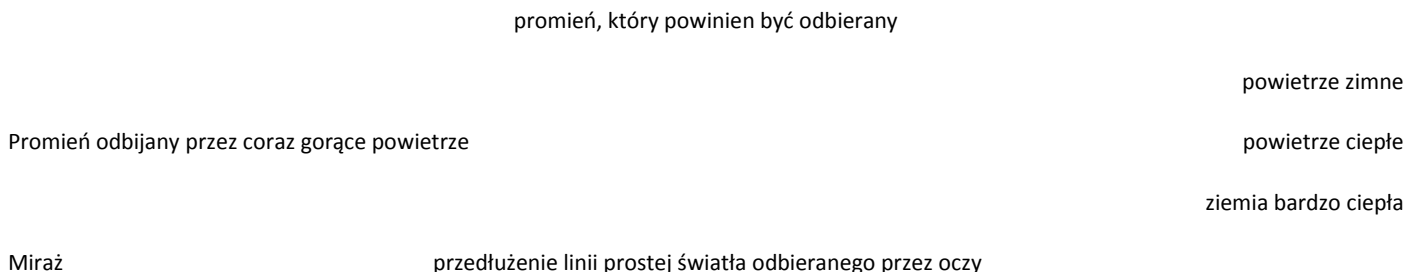 promień, który powinien być odbierany
powietrze zimne
Promień odbijany przez coraz gorące powietrze powietrze ciepłe
ziemia bardzo ciepła
Miraż przedłużenie linii prostej światła odbieranego przez oczy